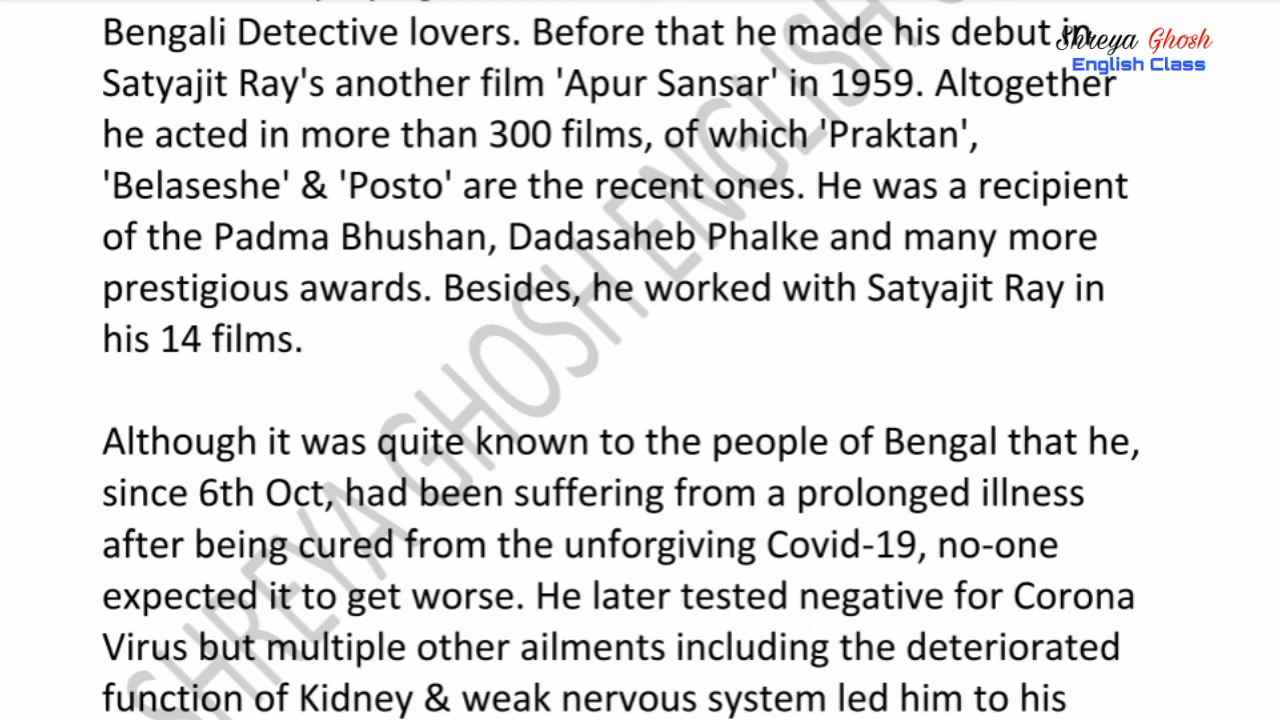 Bengali Detective lovers. Before that he made his debut in
Shreya Ghosh
English Class
Satyajit Ray's another film 'Apur Sansar' in 1959. Altogether
he acted in more than 300 films, of which 'Praktan',
'Belaseshe' & 'Posto' are the recent ones. He was a recipient
of the Padma Bhushan, Dadasaheb Phalke and many more
prestigious awards. Besides, he worked with Satyajit Ray in
his 14 films.
Although it was quite known to the people of Bengal that he,
since 6th Oct, had been suffering from a prolonged illness
after being cured from the unforgiving Covid-19, no-one
expected it to get worse. He later tested negative for Corona
Virus but multiple other ailments including the deteriorated
function of Kidney & weak nervous system led him to his
SHREYA GHOSH ENGLISH